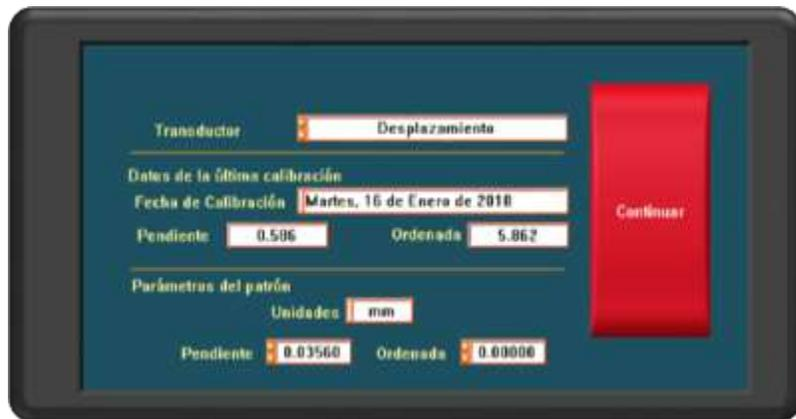 Transductor Desplazamiento
Datos de la última calibración
Fecha de Calibración Martes, 16 de Enero de 2018
Pendiente 0.586 Ordenada 5.862
Continuar
Parámetros del patrón
Unidades mm
Pendiente 0.03560 Ordenada 0.00000